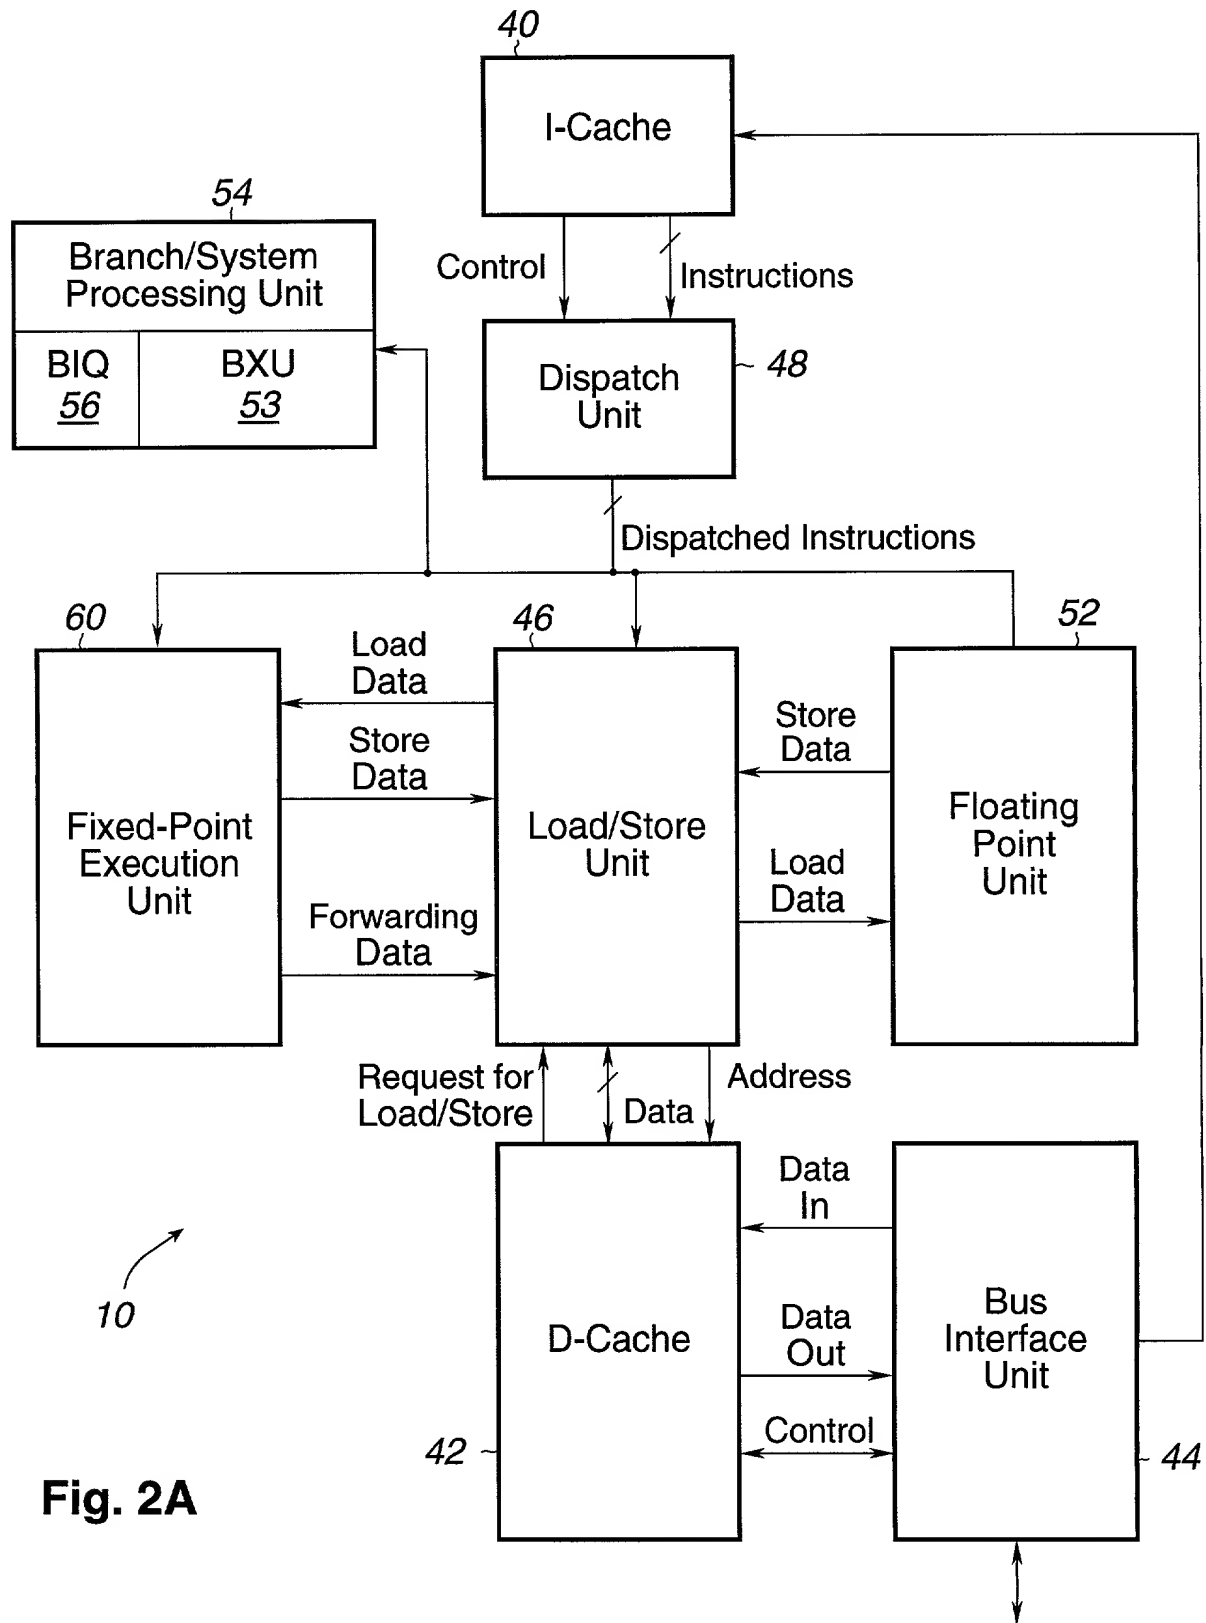 40
I-Cache
54
Branch/System
Processing Unit
Control
Instructions
BIQ
56
BXU
53
Dispatch
Unit
48
Dispatched Instructions
60
46
52
Load
Data
Store
Data
Store
Data
Fixed-Point
Execution
Unit
Load/Store
Unit
Floating
Point
Unit
Load
Data
Forwarding
Data
Request for
Load/Store
Data
Address
Data
In
10
D-Cache
Data
Out
Bus
Interface
Unit
Control
42
44
Fig. 2A